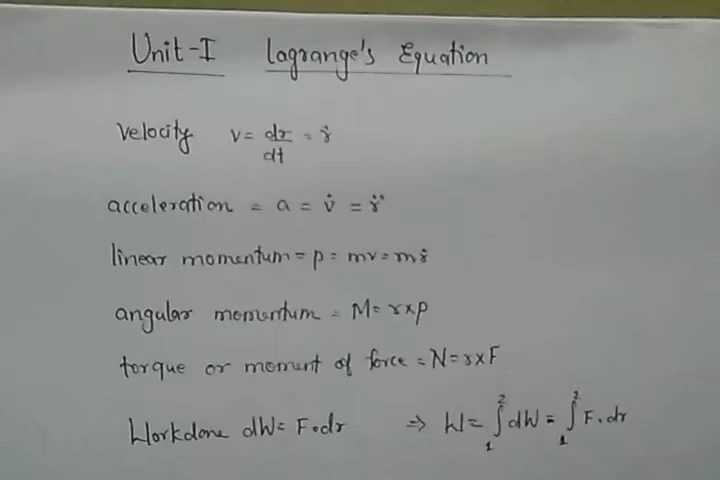 Unit-I Lagrange's Equation
velocity v = dr/dt = ṙ
acceleration = a = v̇ = r̈
linear momentum = p = mv = mṙ
angular momentum = M = r×p
torque or moment of force = N = r×F
Workdone dW = F.dr ⇒ W = ∫₁² dW = ∫₁² F.dr